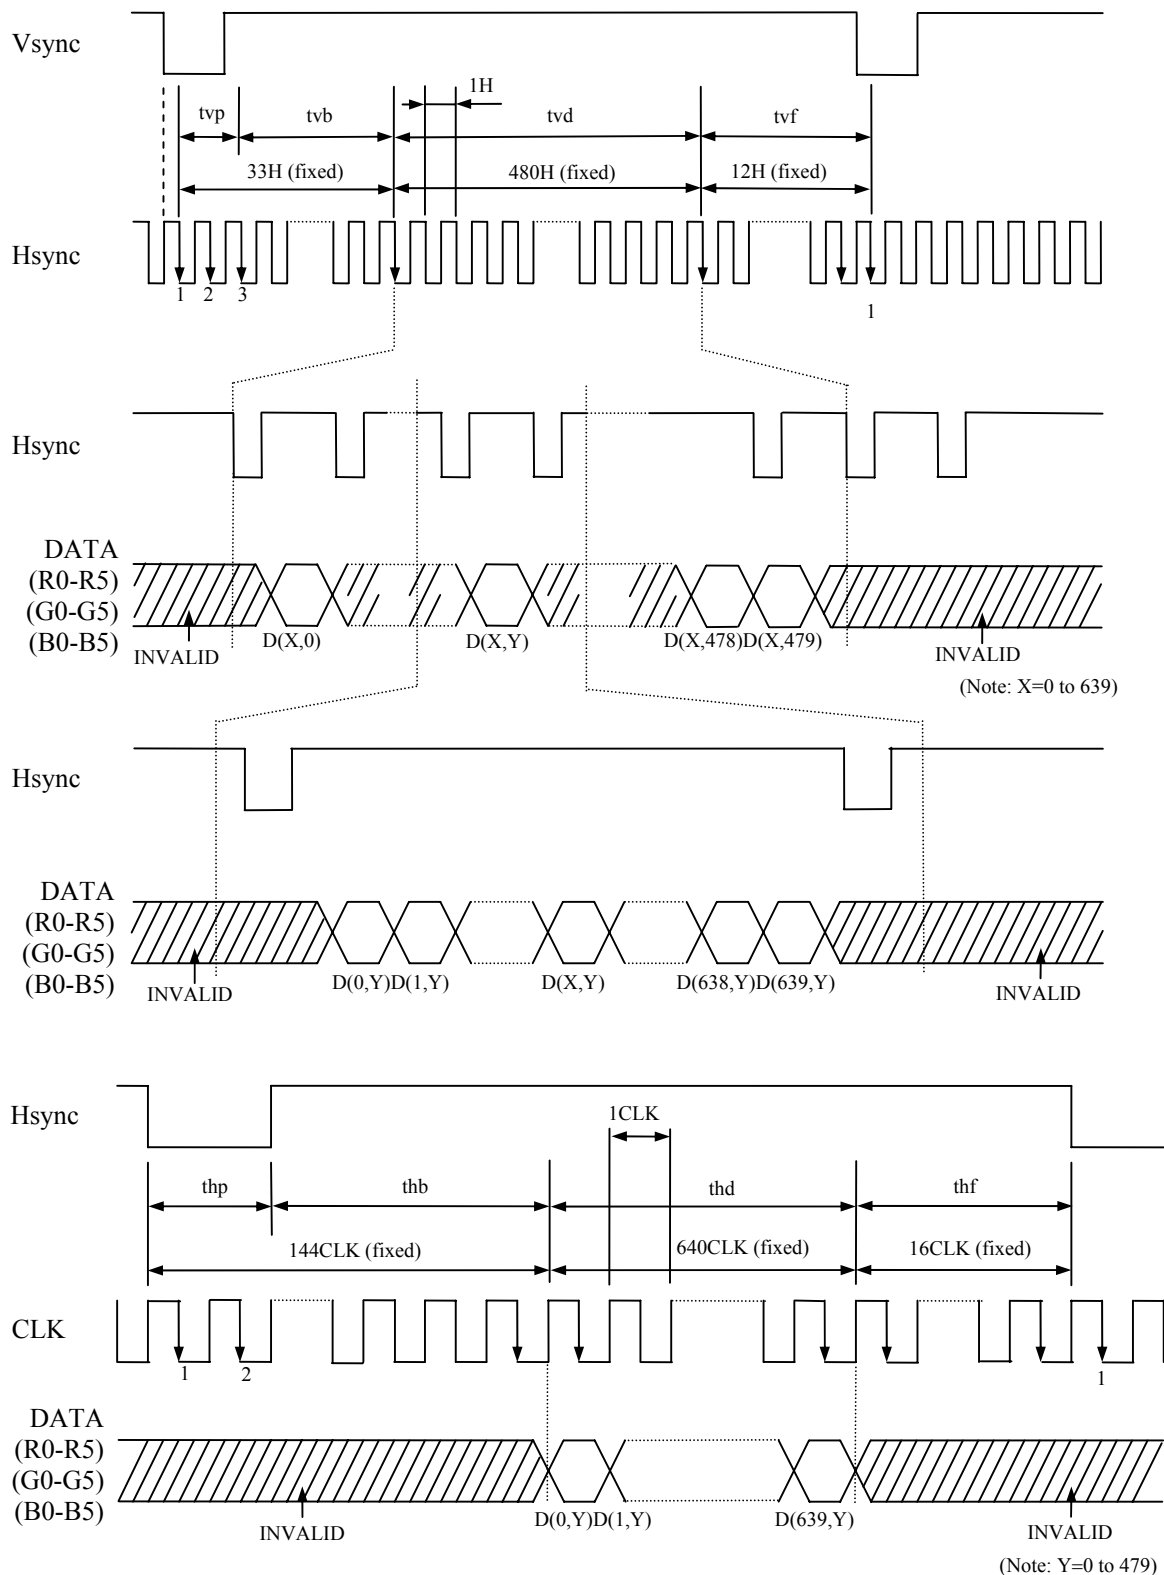 Vsync
1H
tvp
tvb
tvd
tvf
33H (fixed)
480H (fixed)
12H (fixed)
Hsync
1
2
3
1
Hsync
DATA
(R0-R5)
(G0-G5)
(B0-B5)
INVALID
D(X,0)
D(X,Y)
D(X,478)
D(X,479)
INVALID
(Note: X=0 to 639)
Hsync
DATA
(R0-R5)
(G0-G5)
(B0-B5)
INVALID
D(0,Y)
D(1,Y)
D(X,Y)
D(638,Y)
D(639,Y)
INVALID
Hsync
1CLK
thp
thb
thd
thf
144CLK (fixed)
640CLK (fixed)
16CLK (fixed)
CLK
1
2
1
DATA
(R0-R5)
(G0-G5)
(B0-B5)
INVALID
D(0,Y)
D(1,Y)
D(639,Y)
INVALID
(Note: Y=0 to 479)